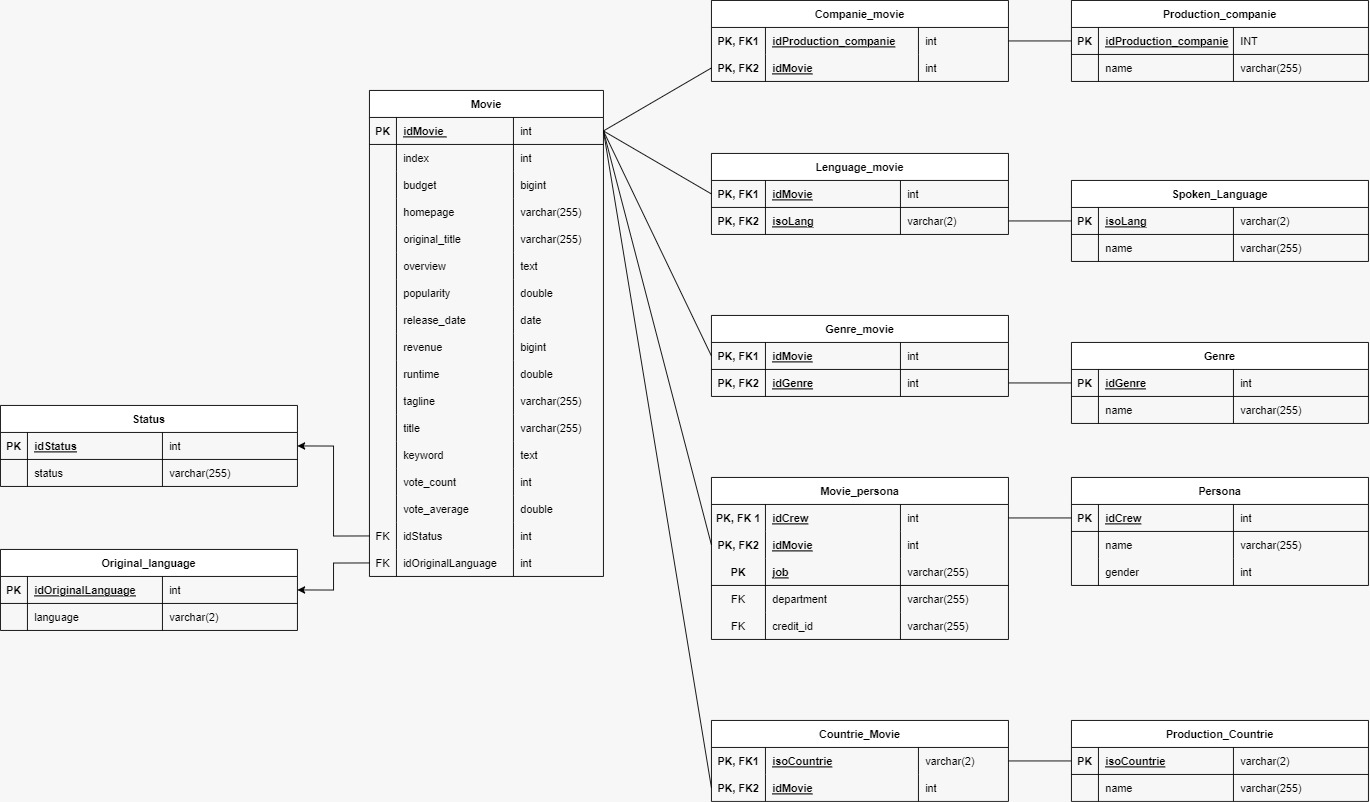 Companie_movie
PK, FK1 idProduction_companie int
PK, FK2 idMovie int
Production_companie
PK idProduction_companie INT
name varchar(255)
Movie
PK idMovie int
index int
budget bigint
homepage varchar(255)
original_title varchar(255)
overview text
popularity double
release_date date
revenue bigint
runtime double
tagline varchar(255)
title varchar(255)
keyword text
vote_count int
vote_average double
FK idStatus int
FK idOriginalLanguage int
Lenguage_movie
PK, FK1 idMovie int
PK, FK2 isoLang varchar(2)
Spoken_Language
PK isoLang varchar(2)
name varchar(255)
Genre_movie
PK, FK1 idMovie int
PK, FK2 idGenre int
Genre
PK idGenre int
name varchar(255)
Status
PK idStatus int
status varchar(255)
Original_language
PK idOriginalLanguage int
language varchar(2)
Movie_persona
PK, FK 1 idCrew int
PK, FK2 idMovie int
PK job varchar(255)
FK department varchar(255)
FK credit_id varchar(255)
Persona
PK idCrew int
name varchar(255)
gender int
Countrie_Movie
PK, FK1 isoCountrie varchar(2)
PK, FK2 idMovie int
Production_Countrie
PK isoCountrie varchar(2)
name varchar(255)